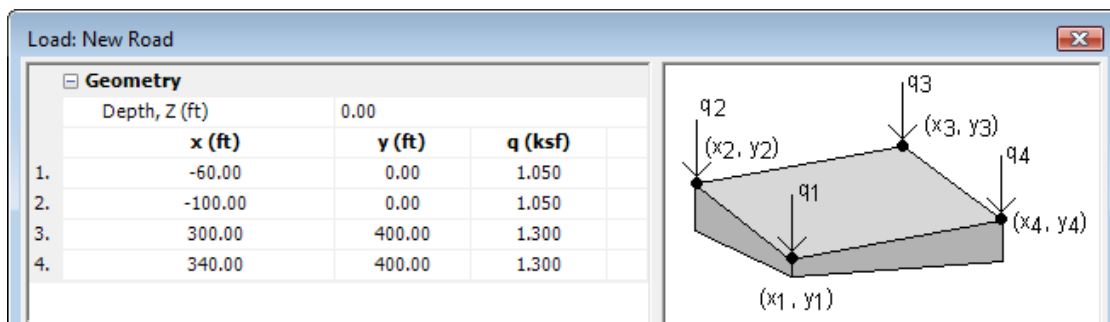 Load: New Road
Geometry
Depth, Z (ft) 0.00
x (ft) y (ft) q (ksf)
1. -60.00 0.00 1.050
2. -100.00 0.00 1.050
3. 300.00 400.00 1.300
4. 340.00 400.00 1.300
q3
q2
(x3, y3)
(x2, y2)
q4
q1
(x4, y4)
(x1, y1)